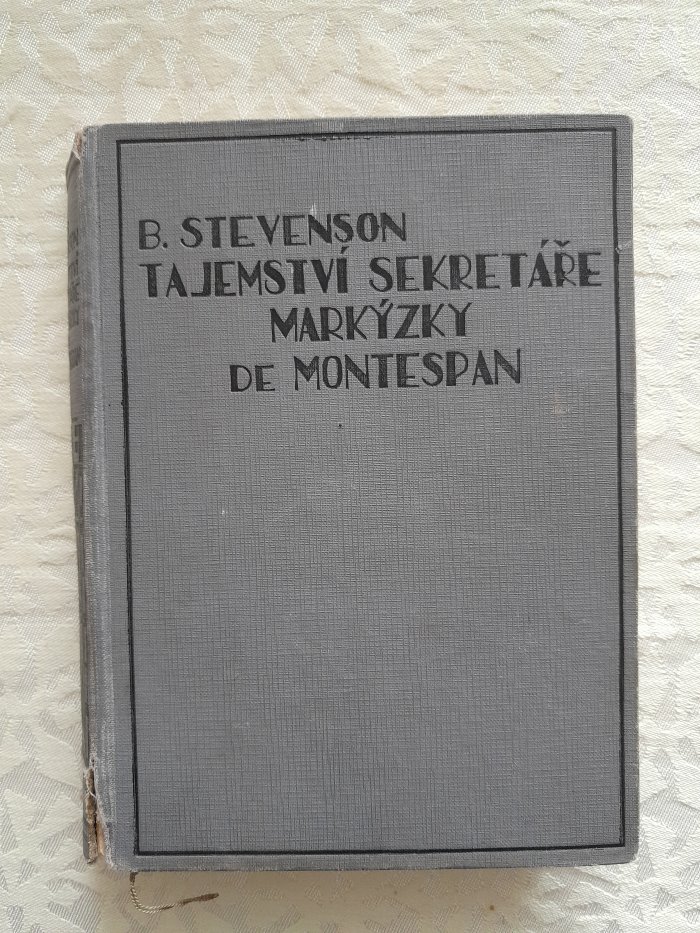 B. STEVENSON
TAJEMSTVÍ SEKRETÁŘE
MARKÝZKY
DE MONTESPAN